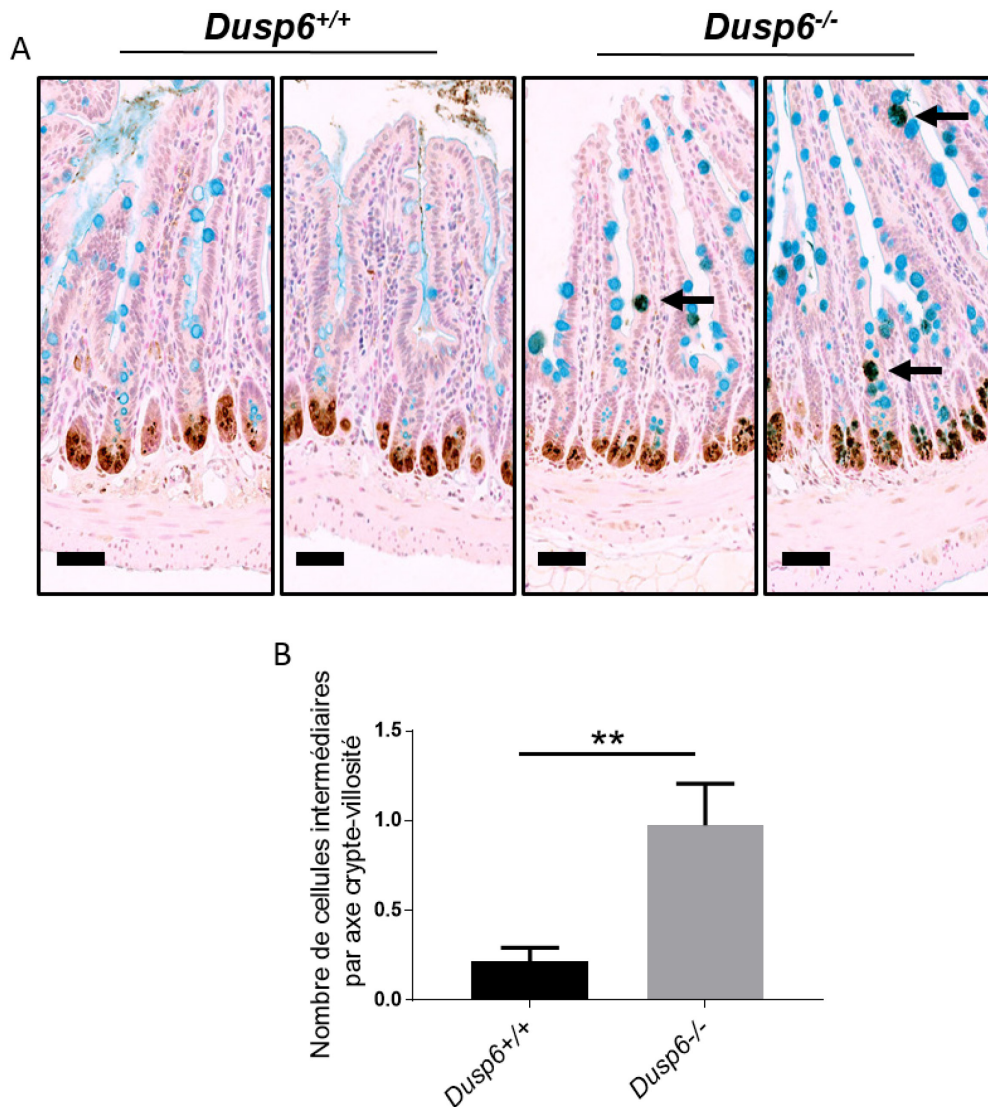 A
Dusp6+/+
Dusp6-/-
B
Nombre de cellules intermédiaires
par axe crypte-villosité
1.5
1.0
0.5
0.0
**
Dusp6+/+
Dusp6-/-